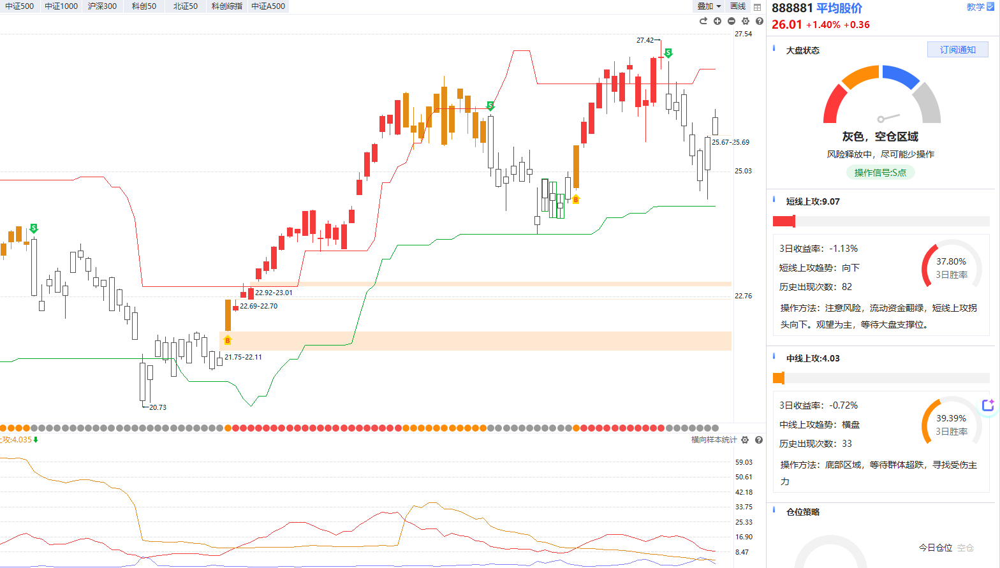 中证500 中证1000 沪深300 科创50 北证50 科创综指 中证A500 叠加 画线
27.54
27.42
S
S
25.67-25.69
25.03
B
S
22.92-23.01
22.76
22.69-22.70
B
21.75-22.11
20.73
上攻:4.035
横向样本统计
59.03
50.61
42.18
33.75
25.33
16.90
8.47
888881 平均股价 教学
26.01 +1.40% +0.36
大盘状态 订阅通知
灰色，空仓区域
风险释放中，尽可能少操作
操作信号:S点
短线上攻:9.07
3日收益率：-1.13%
短线上攻趋势：向下
历史出现次数：82
37.80%
3日胜率
操作方法：注意风险，流动资金翻绿，短线上攻拐
头向下。观望为主，等待大盘支撑位。
中线上攻:4.03
3日收益率：-0.72%
中线上攻趋势：横盘
历史出现次数：33
39.39%
3日胜率
操作方法：底部区域，等待群体超跌，寻找受伤主
力
仓位策略
今日仓位 空仓